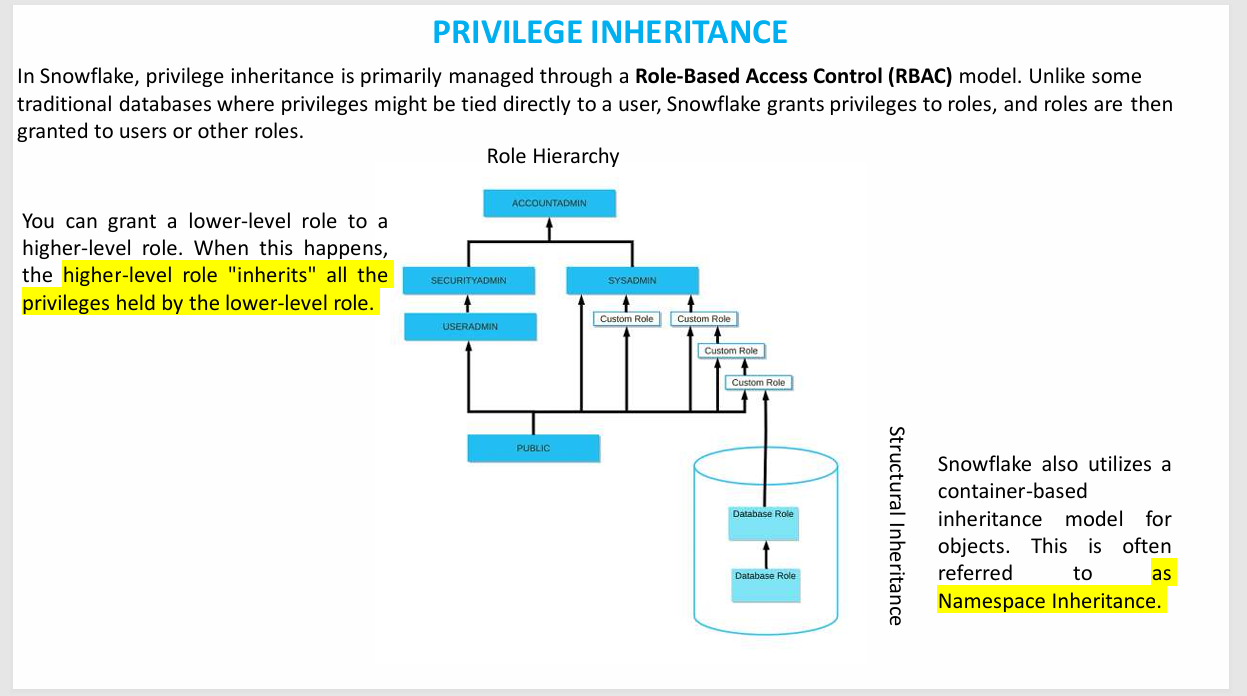 PRIVILEGE INHERITANCE
In Snowflake, privilege inheritance is primarily managed through a Role-Based Access Control (RBAC) model. Unlike some
traditional databases where privileges might be tied directly to a user, Snowflake grants privileges to roles, and roles are then
granted to users or other roles.
Role Hierarchy
You can grant a lower-level role to a
higher-level role. When this happens,
the higher-level role "inherits" all the
privileges held by the lower-level role.
ACCOUNTADMIN
SECURITYADMIN
SYSADMIN
USERADMIN
Custom Role
Custom Role
Custom Role
Custom Role
PUBLIC
Database Role
Database Role
Structural Inheritance
Snowflake also utilizes a
container-based
inheritance model for
objects. This is often
referred to as
Namespace Inheritance.